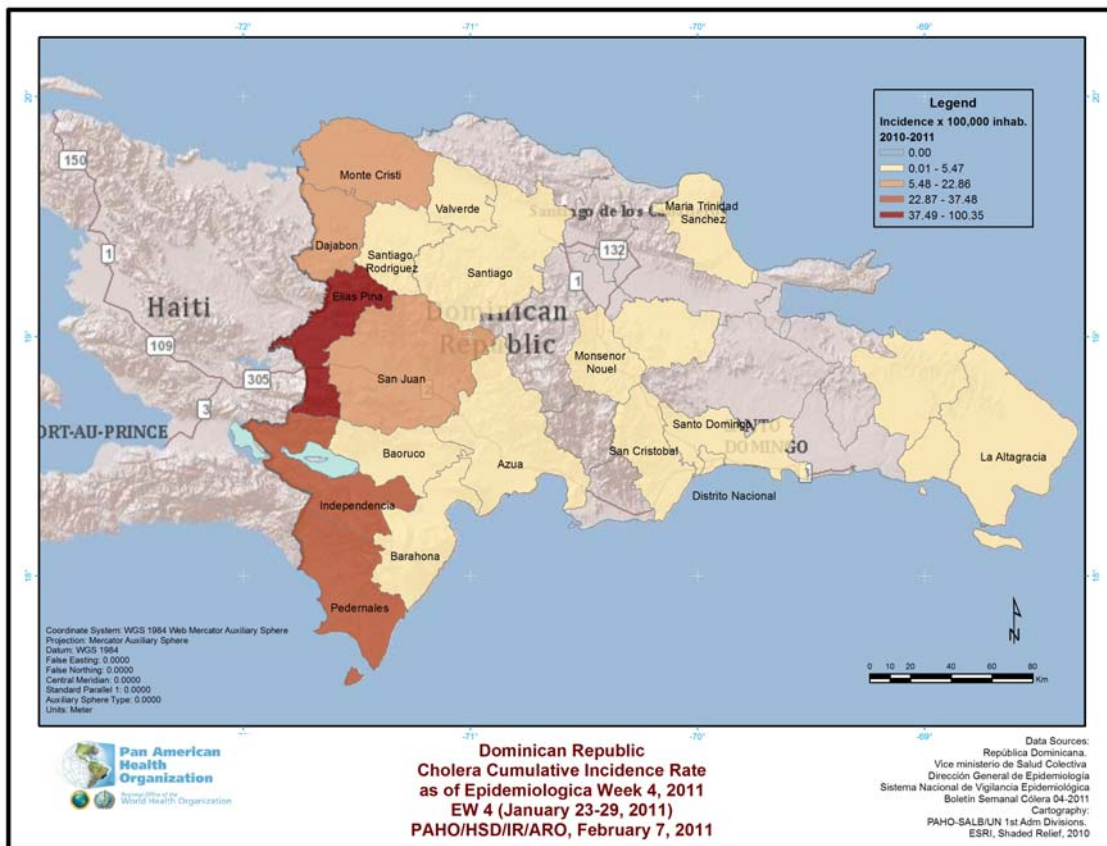 -72
-71
-70
-69
20°
20°
19°
19°
18°
18°
Legend
Incidence x 100,000 inhab.
2010-2011
0.00
0.01 - 5.47
5.48 - 22.86
22.87 - 37.48
37.49 - 100.35
150
Monte Cristi
Valverde
Maria Trinidad
Sanchez
Dajabon
Santiago
Rodriguez
Santiago
132
1
1
Haiti
Elias Pina
Dominican
Republic
109
305
3
San Juan
2
Monsenor
Nouel
ORT-AU-PRINCE
Baoruco
Azua
San Cristobal
Santo Domingo
DOMINGO
La Altagracia
Distrito Nacional
Independencia
Barahona
Pedernales
N
0 10 20 40 60 80
Km
Coordinate System: WGS 1984 Web Mercator Auxiliary Sphere
Projection: Mercator Auxiliary Sphere
Datum: WGS 1984
False Easting: 0.0000
False Northing: 0.0000
Central Meridian: 0.0000
Standard Parallel 1: 0.0000
Auxiliary Sphere Type: 0.0000
Units: Meter
Pan American
Health
Organization
Regional Office of the
World Health Organization
Dominican Republic
Cholera Cumulative Incidence Rate
as of Epidemiologica Week 4, 2011
EW 4 (January 23-29, 2011)
PAHO/HSD/IR/ARO, February 7, 2011
Data Sources:
República Dominicana.
Vice ministerio de Salud Colectiva
Dirección General de Epidemiología
Sistema Nacional de Vigilancia Epidemiológica
Boletín Semanal Cólera 04-2011
Cartography:
PAHO-SALB/UN 1st Adm Divisions.
ESRI, Shaded Relief, 2010